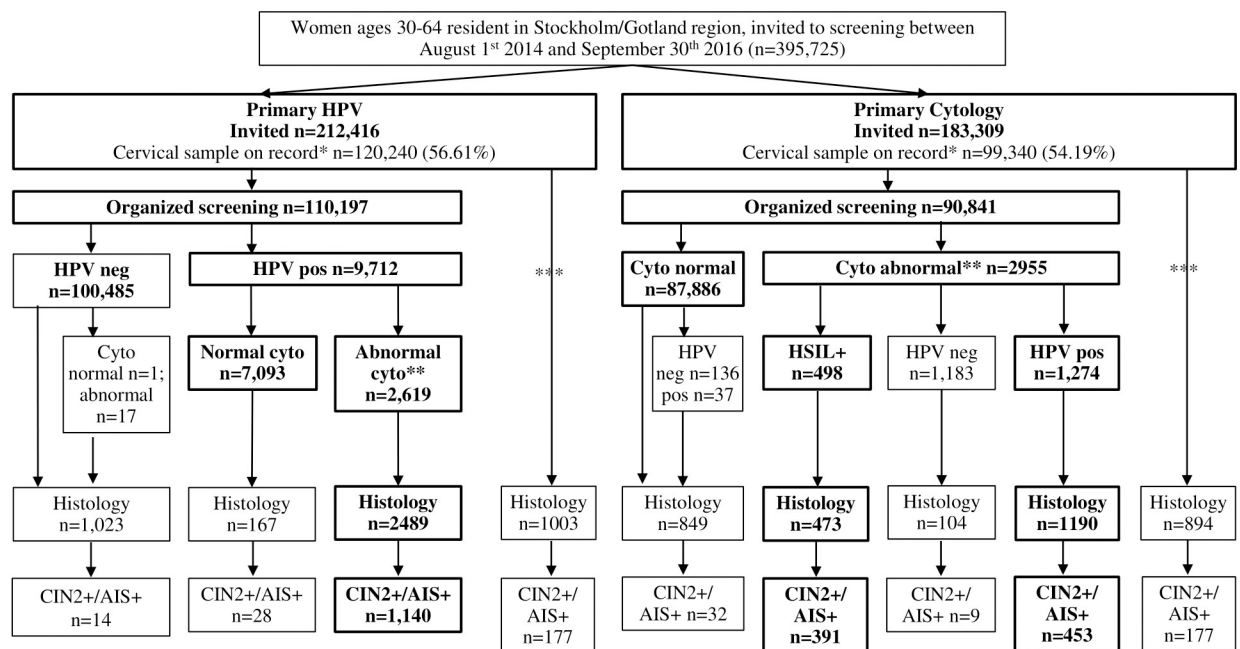 Women ages 30-64 resident in Stockholm/Gotland region, invited to screening between
August 1st 2014 and September 30th 2016 (n=395,725)
Primary HPV
Invited n=212,416
Cervical sample on record* n=120,240 (56.61%)
Primary Cytology
Invited n=183,309
Cervical sample on record* n=99,340 (54.19%)
Organized screening n=110,197
Organized screening n=90,841
HPV neg
n=100,485
HPV pos n=9,712
***
Cyto normal
n=87,886
Cyto abnormal** n=2955
***
Cyto
normal n=1;
abnormal
n=17
Normal cyto
n=7,093
Abnormal
cyto**
n=2,619
HPV
neg n=136
pos n=37
HSIL+
n=498
HPV neg
n=1,183
HPV pos
n=1,274
Histology
n=1,023
Histology
n=167
Histology
n=2489
Histology
n=1003
Histology
n=849
Histology
n=473
Histology
n=104
Histology
n=1190
Histology
n=894
CIN2+/AIS+
n=14
CIN2+/AIS+
n=28
CIN2+/AIS+
n=1,140
CIN2+/
AIS+
n=177
CIN2+/
AIS+ n=32
CIN2+/
AIS+
n=391
CIN2+/
AIS+ n=9
CIN2+/
AIS+
n=453
CIN2+/
AIS+
n=177